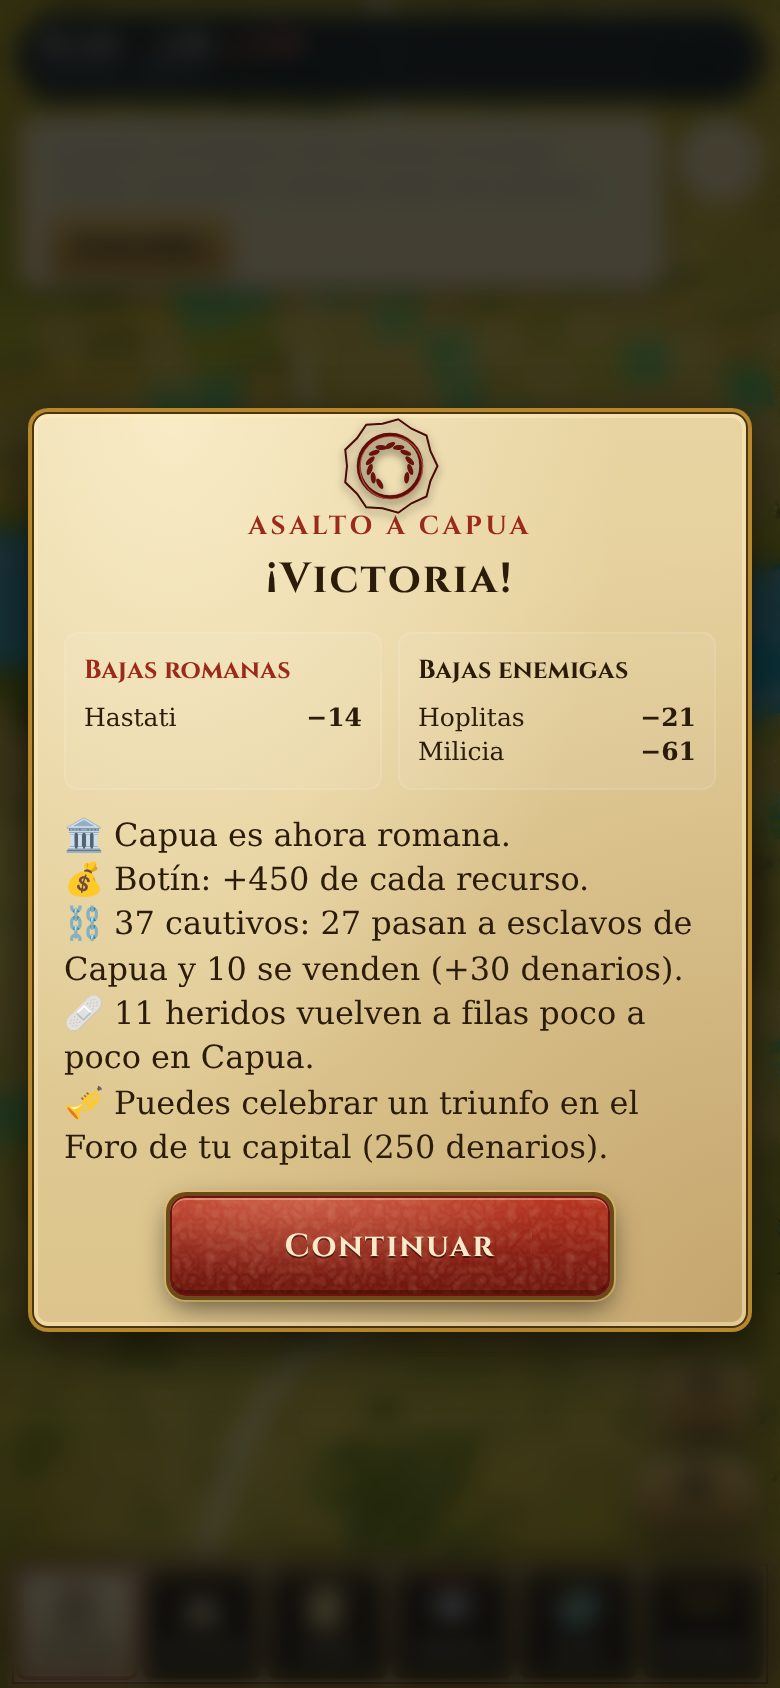 ASALTO A CAPUA
¡VICTORIA!
BAJAS ROMANAS
Hastati −14
BAJAS ENEMIGAS
Hoplitas −21
Milicia −61
🏛️ Capua es ahora romana.
💰 Botín: +450 de cada recurso.
⛓️ 37 cautivos: 27 pasan a esclavos de
Capua y 10 se venden (+30 denarios).
🩹 11 heridos vuelven a filas poco a
poco en Capua.
🎺 Puedes celebrar un triunfo en el
Foro de tu capital (250 denarios).
CONTINUAR